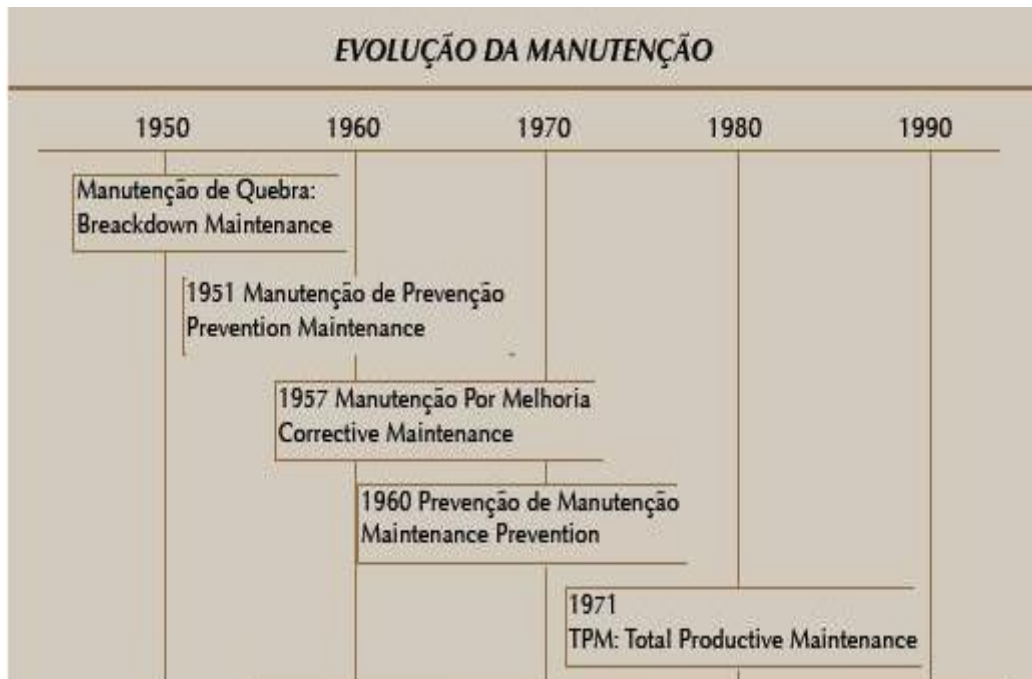 EVOLUÇÃO DA MANUTENÇÃO
1950 1960 1970 1980 1990
Manutenção de Quebra:
Breackdown Maintenance
1951 Manutenção de Prevenção
Prevention Maintenance
1957 Manutenção Por Melhoria
Corrective Maintenance
1960 Prevenção de Manutenção
Maintenance Prevention
1971
TPM: Total Productive Maintenance